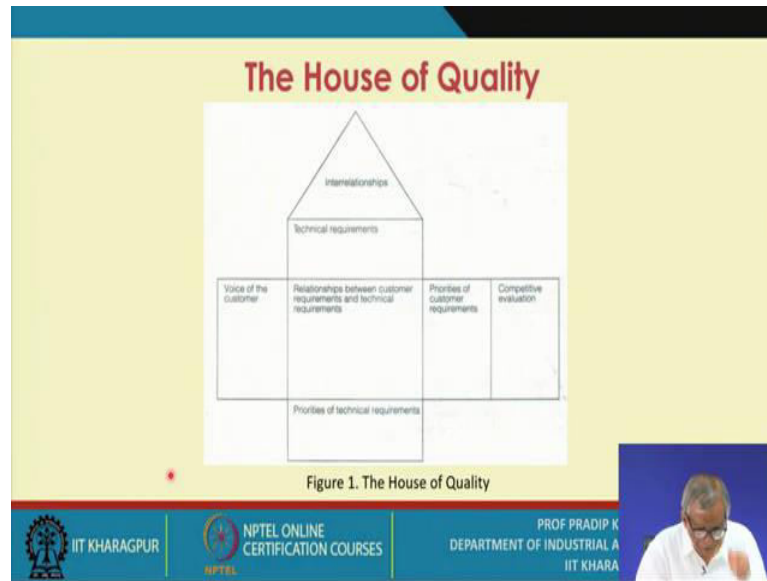 The House of Quality
Interrelationships
Technical requirements
Voice of the
customer
Relationships between customer
requirements and technical
requirements
Priorities of
customer
requirements
Competitive
evaluation
Priorities of technical requirements
Figure 1. The House of Quality
IIT KHARAGPUR
NPTEL
NPTEL ONLINE
CERTIFICATION COURSES
PROF PRADIP K
DEPARTMENT OF INDUSTRIAL A
IIT KHARA